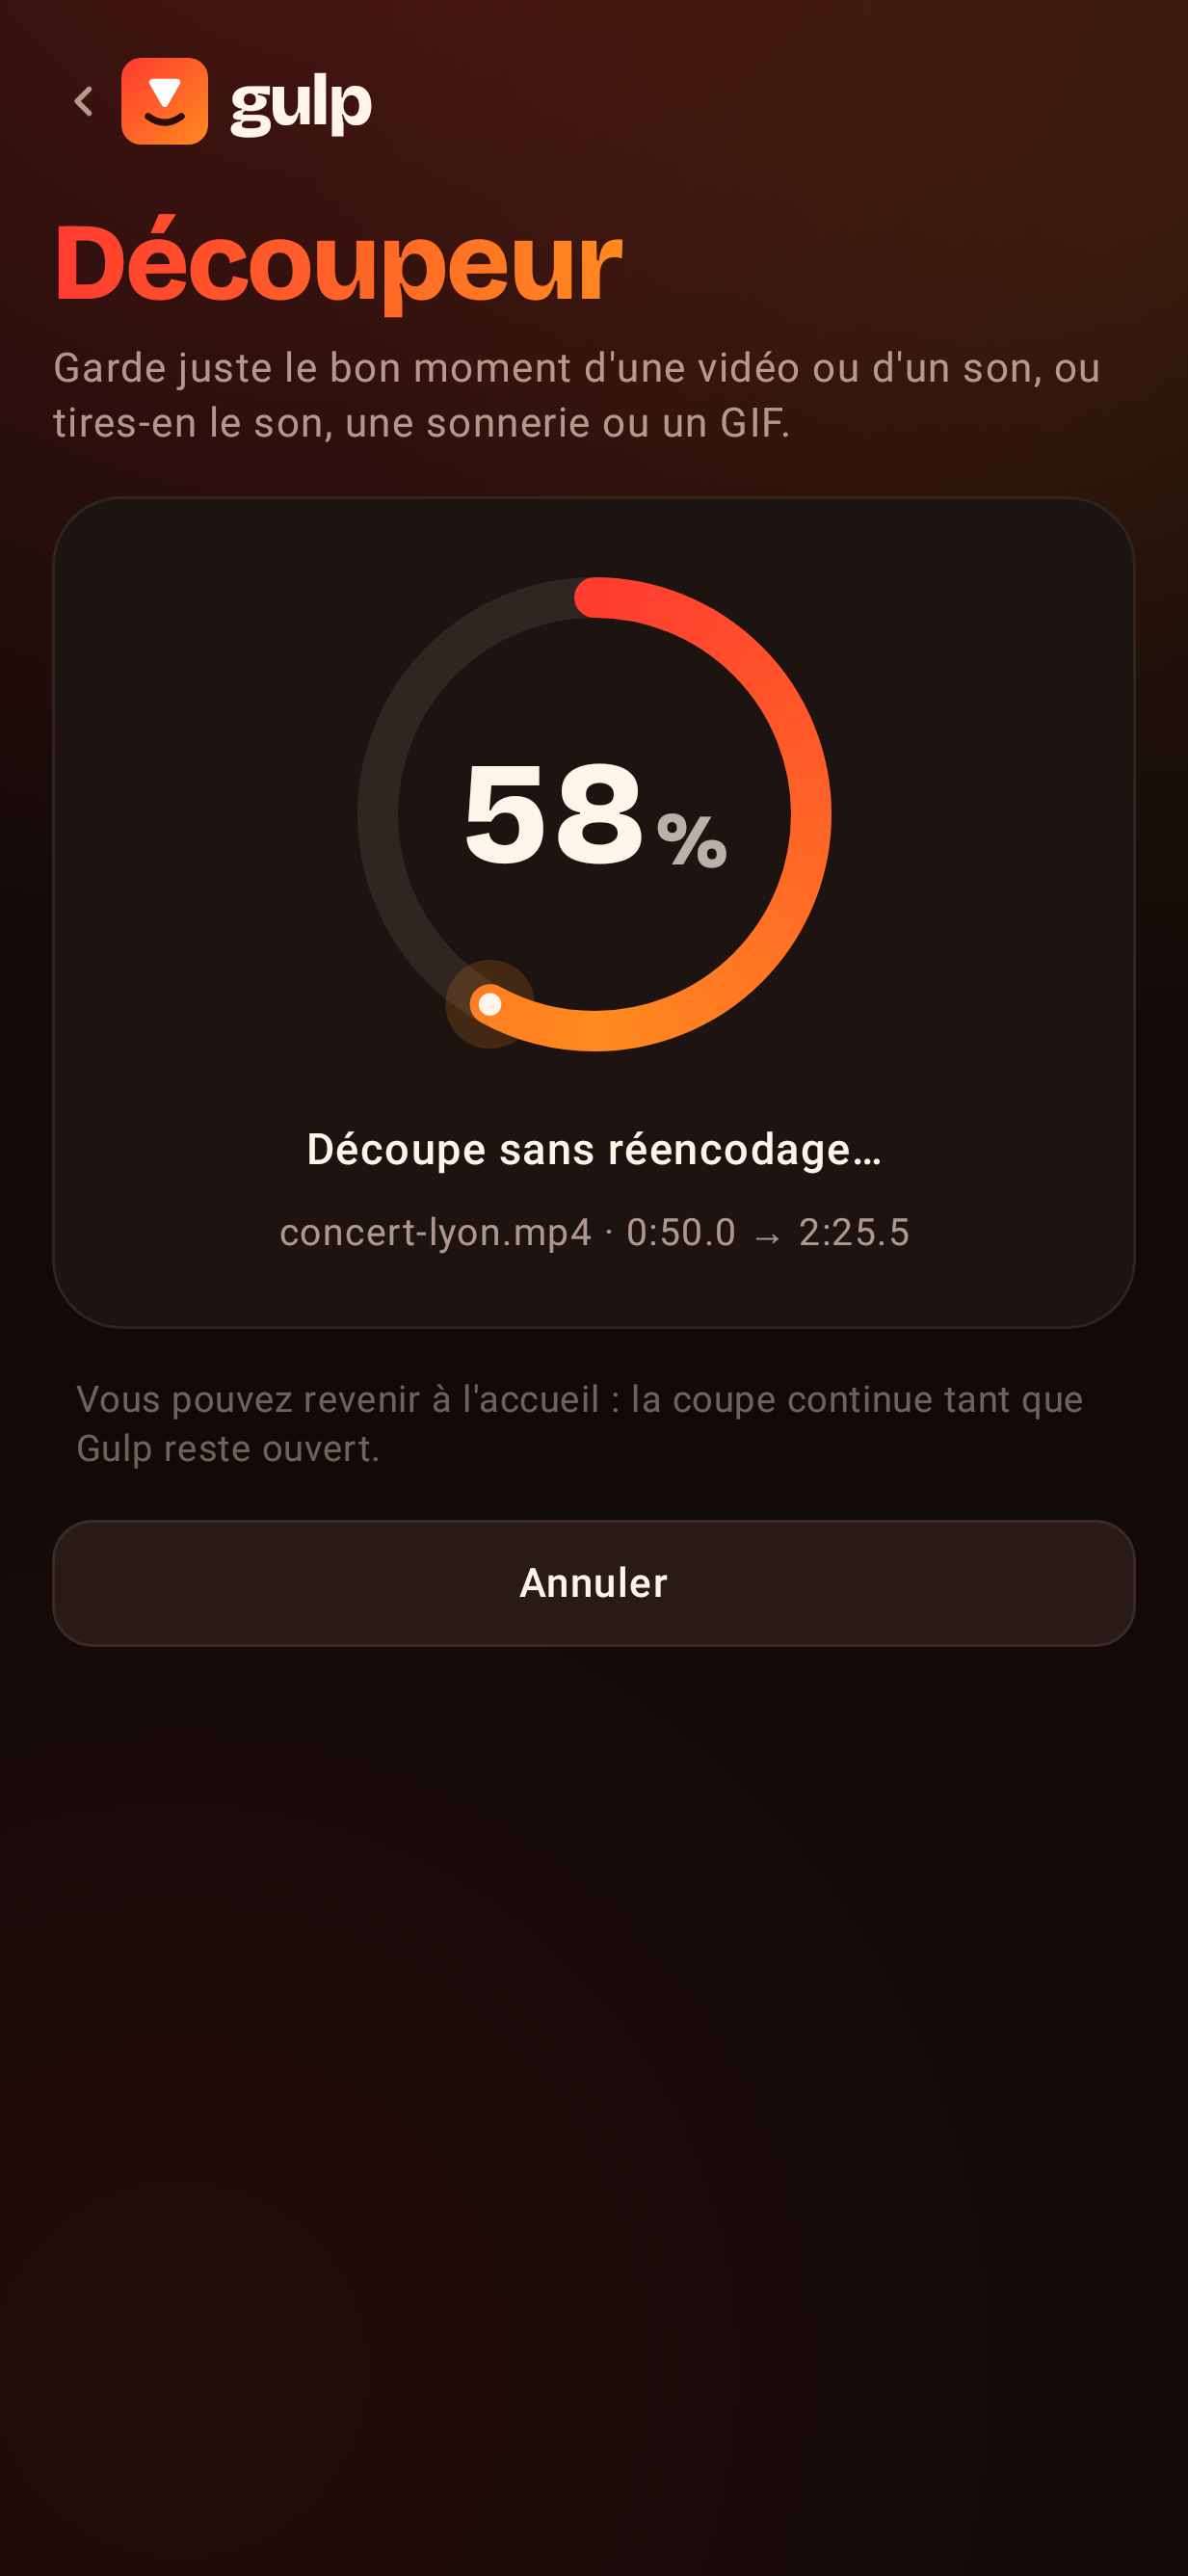 gulp
Découpeur
Garde juste le bon moment d'une vidéo ou d'un son, ou
tires-en le son, une sonnerie ou un GIF.
58%
Découpe sans réencodage…
concert-lyon.mp4 · 0:50.0 → 2:25.5
Vous pouvez revenir à l'accueil : la coupe continue tant que
Gulp reste ouvert.
Annuler